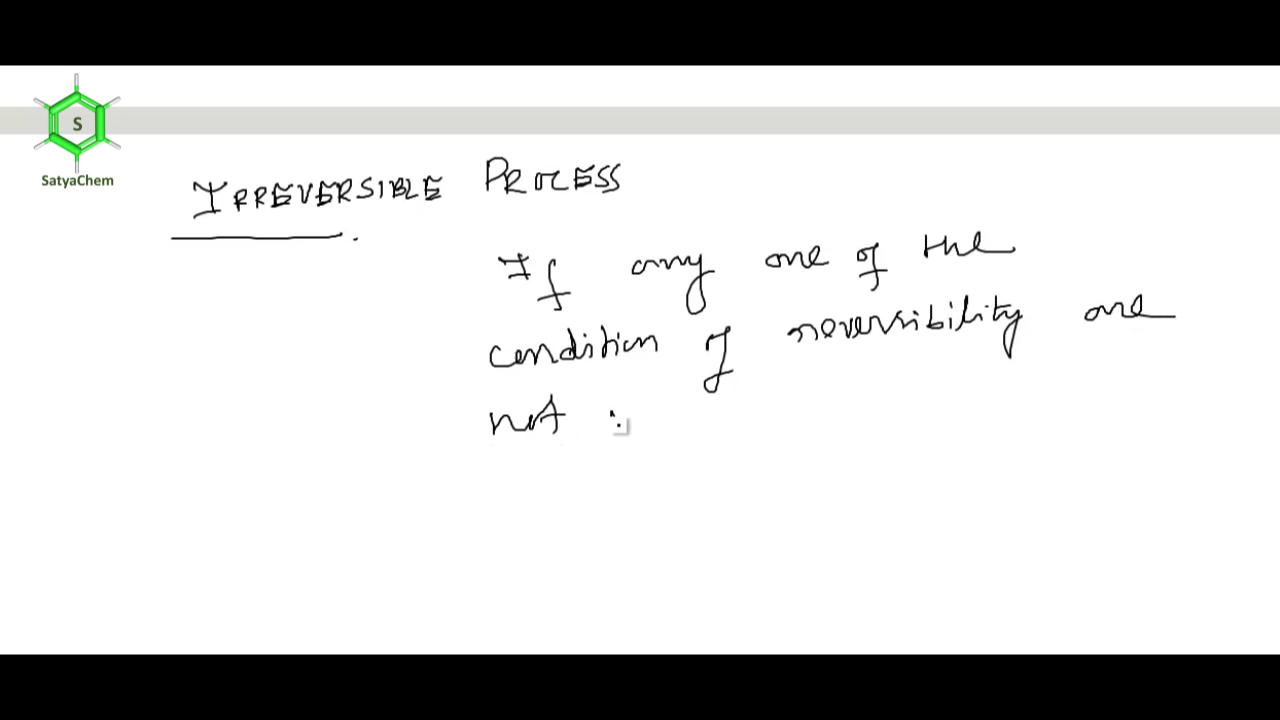 S
SatyaChem
IRREVERSIBLE PROCESS
If any one of the
condition of reversibility are
not